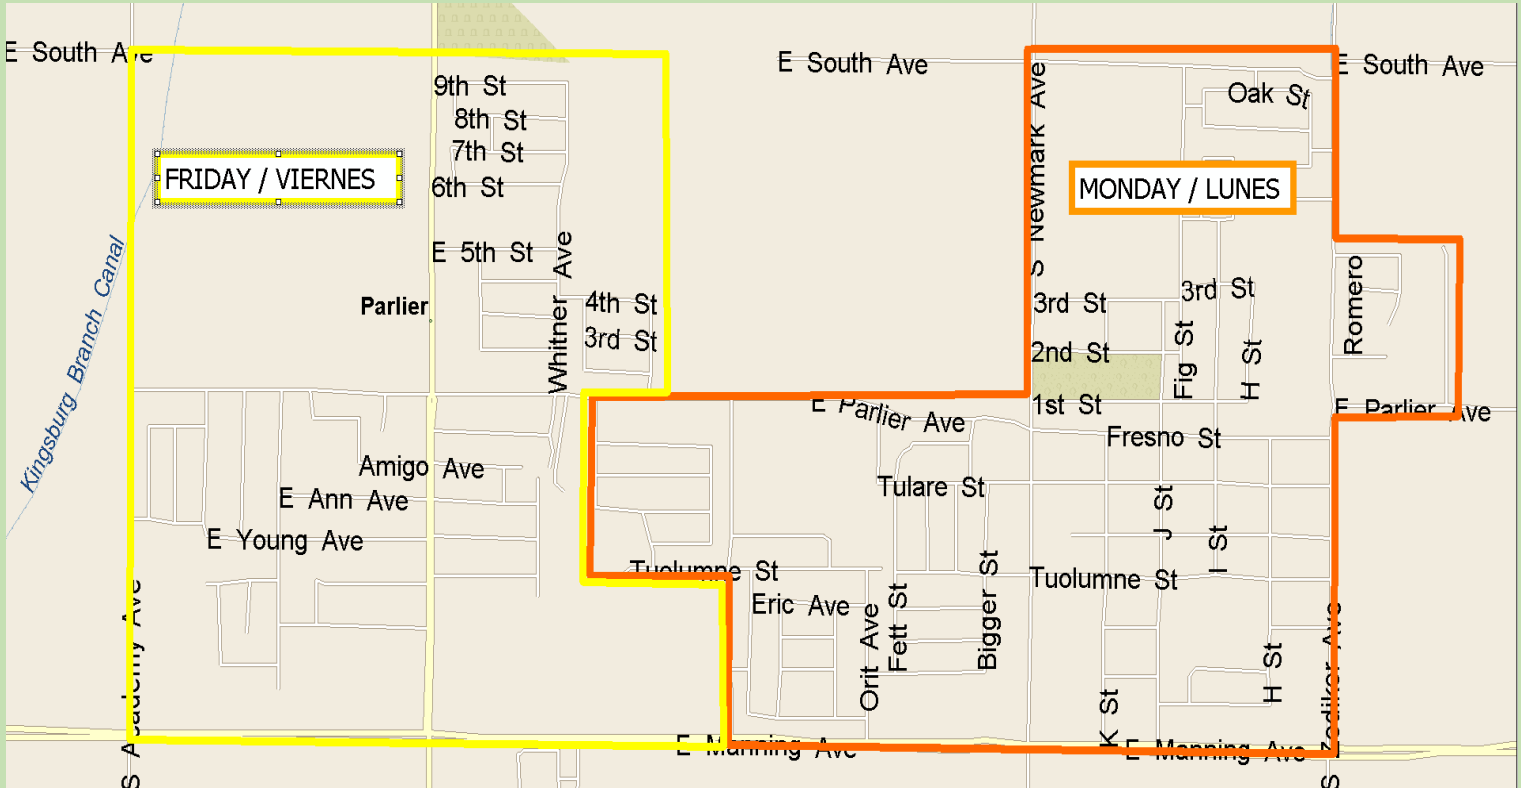 E South Ave
E South Ave
E South Ave
9th St
8th St
7th St
6th St
E 5th St
4th St
3rd St
Whitner Ave
FRIDAY / VIERNES
MONDAY / LUNES
Oak St
S Newmark Ave
Kingsburg Branch Canal
Parlier
3rd St
3rd St
2nd St
1st St
Fig St
H St
Romero
E Parlier Ave
E Parlier Ave
Fresno St
Amigo Ave
E Ann Ave
E Young Ave
Tulare St
J St
I St
Tuolumne St
Tuolumne St
Eric Ave
Orit Ave
Fett St
Bigger St
K St
H St
S Academy Ave
S Zediker Ave
E Manning Ave
E Manning Ave